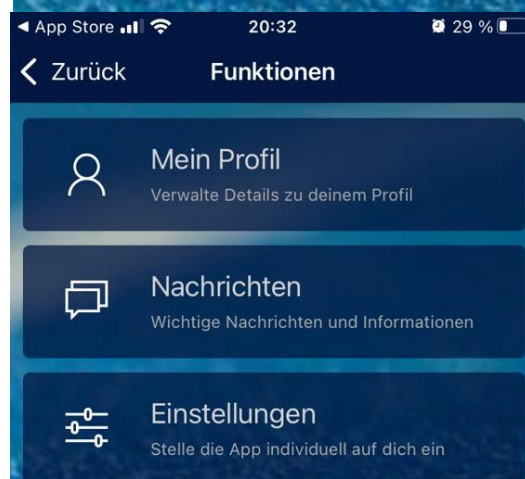 App Store 20:32 29 %
Zurück Funktionen
Mein Profil
Verwalte Details zu deinem Profil
Nachrichten
Wichtige Nachrichten und Informationen
Einstellungen
Stelle die App individuell auf dich ein